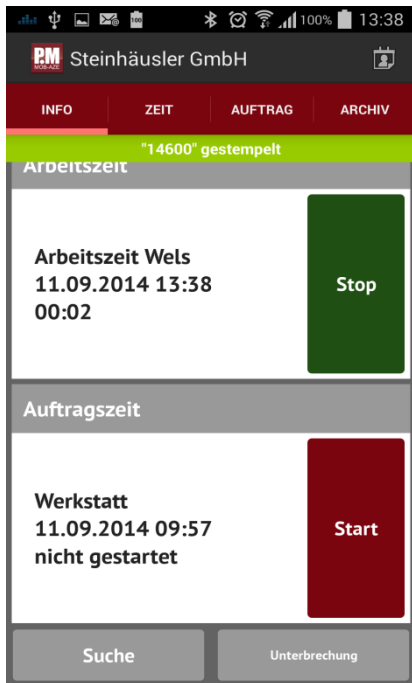 100
100% 13:38
P.M
MOB-AZE
Steinhäusler GmbH
INFO ZEIT AUFTRAG ARCHIV
"14600" gestempelt
Arbeitszeit
Arbeitszeit Wels
11.09.2014 13:38
00:02
Stop
Auftragszeit
Werkstatt
11.09.2014 09:57
nicht gestartet
Start
Suche Unterbrechung